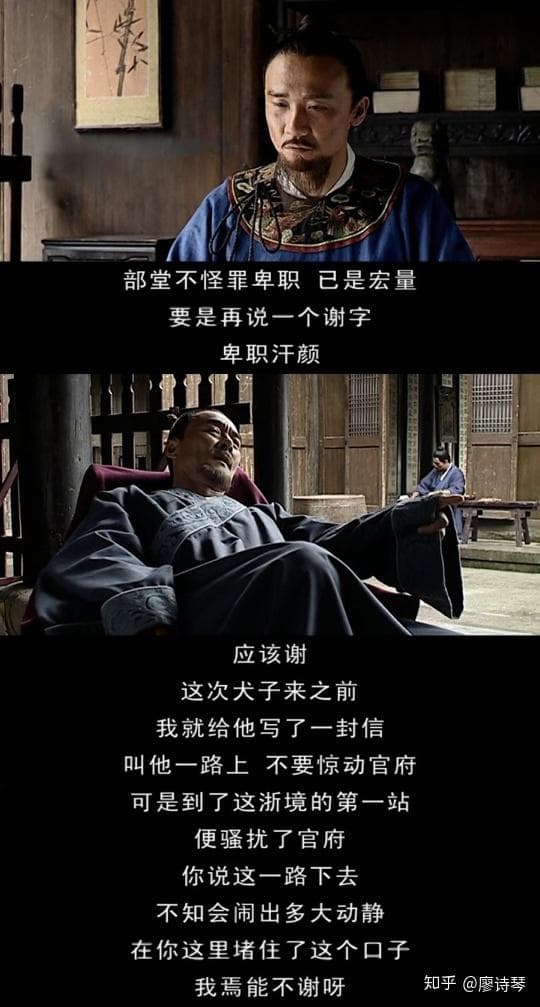 部堂不怪罪卑职 已是宏量
要是再说一个谢字
卑职汗颜
应该谢
这次犬子来之前
我就给他写了一封信
叫他一路上 不要惊动官府
可是到了这浙境的第一站
便骚扰了官府
你说这一路下去
不知会闹出多大动静
在你这里堵住了这个口子
我焉能不谢呀
知乎 @廖诗琴